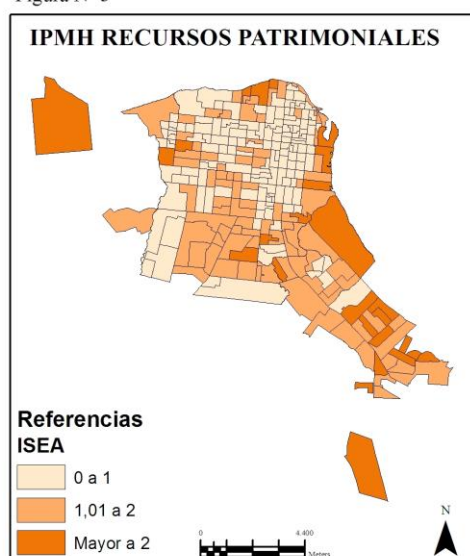 IPMH RECURSOS PATRIMONIALES
Referencias
ISEA
0 a 1
1,01 a 2
Mayor a 2
0 4.400
Meters
N